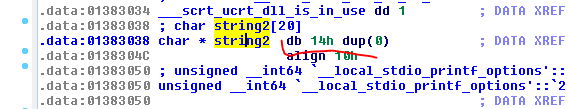 .data:01383034 ___scrt_ucrt_dll_is_in_use dd 1 ; DATA XREF
.data:01383038 ; char string2[20]
.data:01383038 char * string2 db 14h dup(0) ; DATA XREF
.data:0138304C align 10h
.data:01383050 ; unsigned __int64 `__local_stdio_printf_options'::
.data:01383050 unsigned __int64 `__local_stdio_printf_options'::`2
.data:01383050 ; DATA XREF